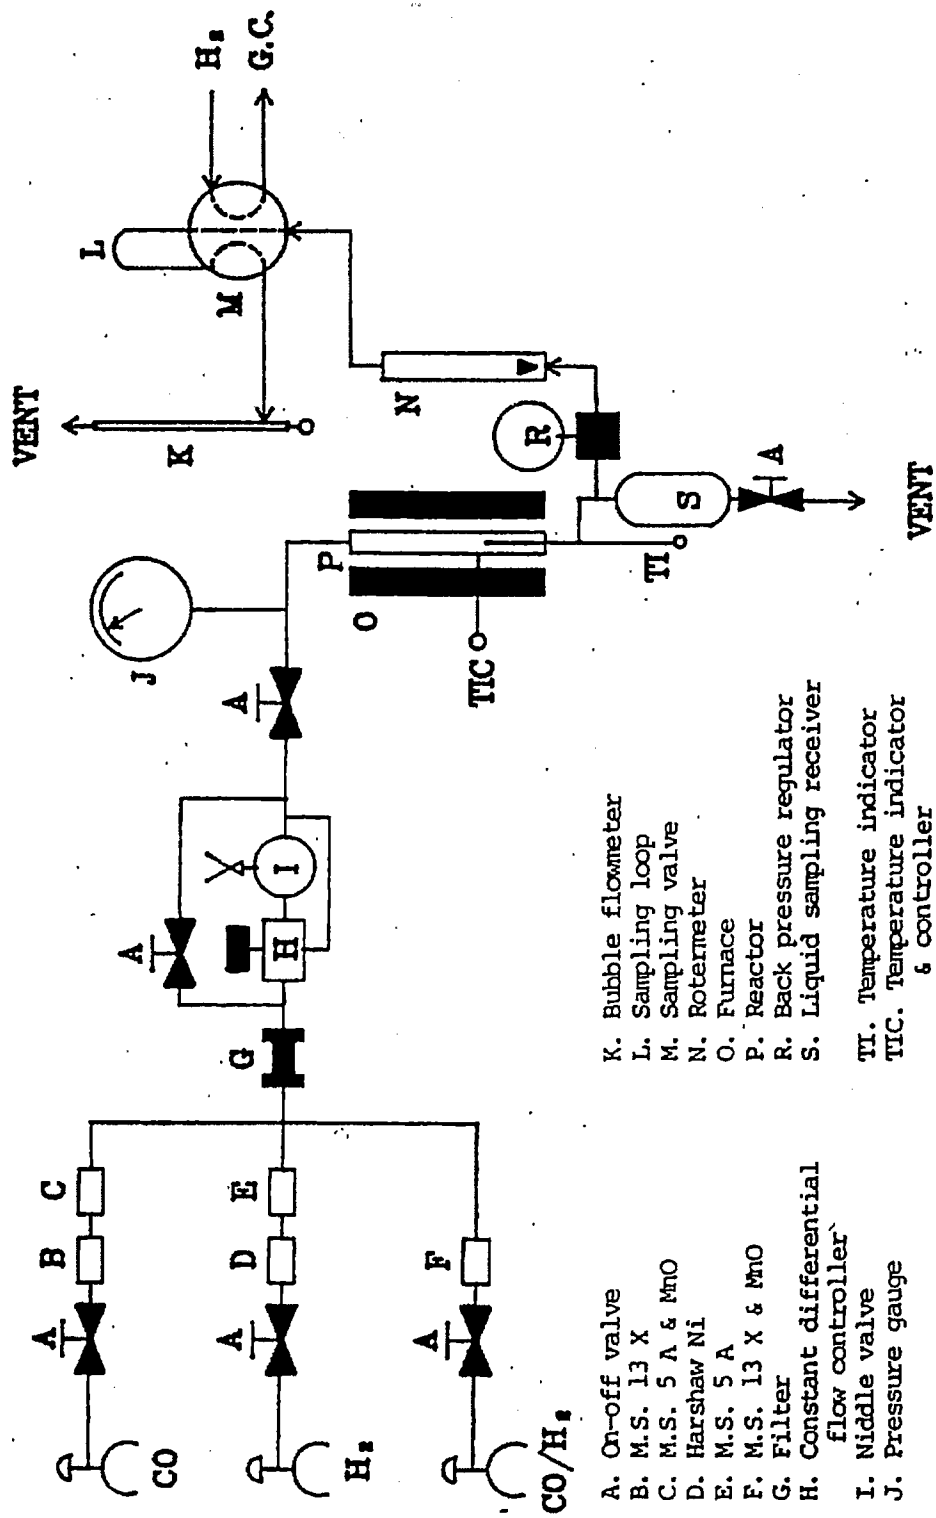 VENT
H₂
G.C.
L
M
K
N
R
S
A
VENT
P
O
TI
TIC
J
A
A
H
I
G
C
B
A
CO
E
D
A
H₂
F
A
CO/H₂
A. On-off valve
B. M.S. 13 X
C. M.S. 5 A & MnO
D. Harshaw Ni
E. M.S. 5 A
F. M.S. 13 X & MnO
G. Filter
H. Constant differential
flow controller
I. Niddle valve
J. Pressure gauge
K. Bubble flowmeter
L. Sampling loop
M. Sampling valve
N. Rotermeter
O. Furnace
P. Reactor
R. Back pressure regulator
S. Liquid sampling receiver
TI. Temperature indicator
TIC. Temperature indicator
& controller